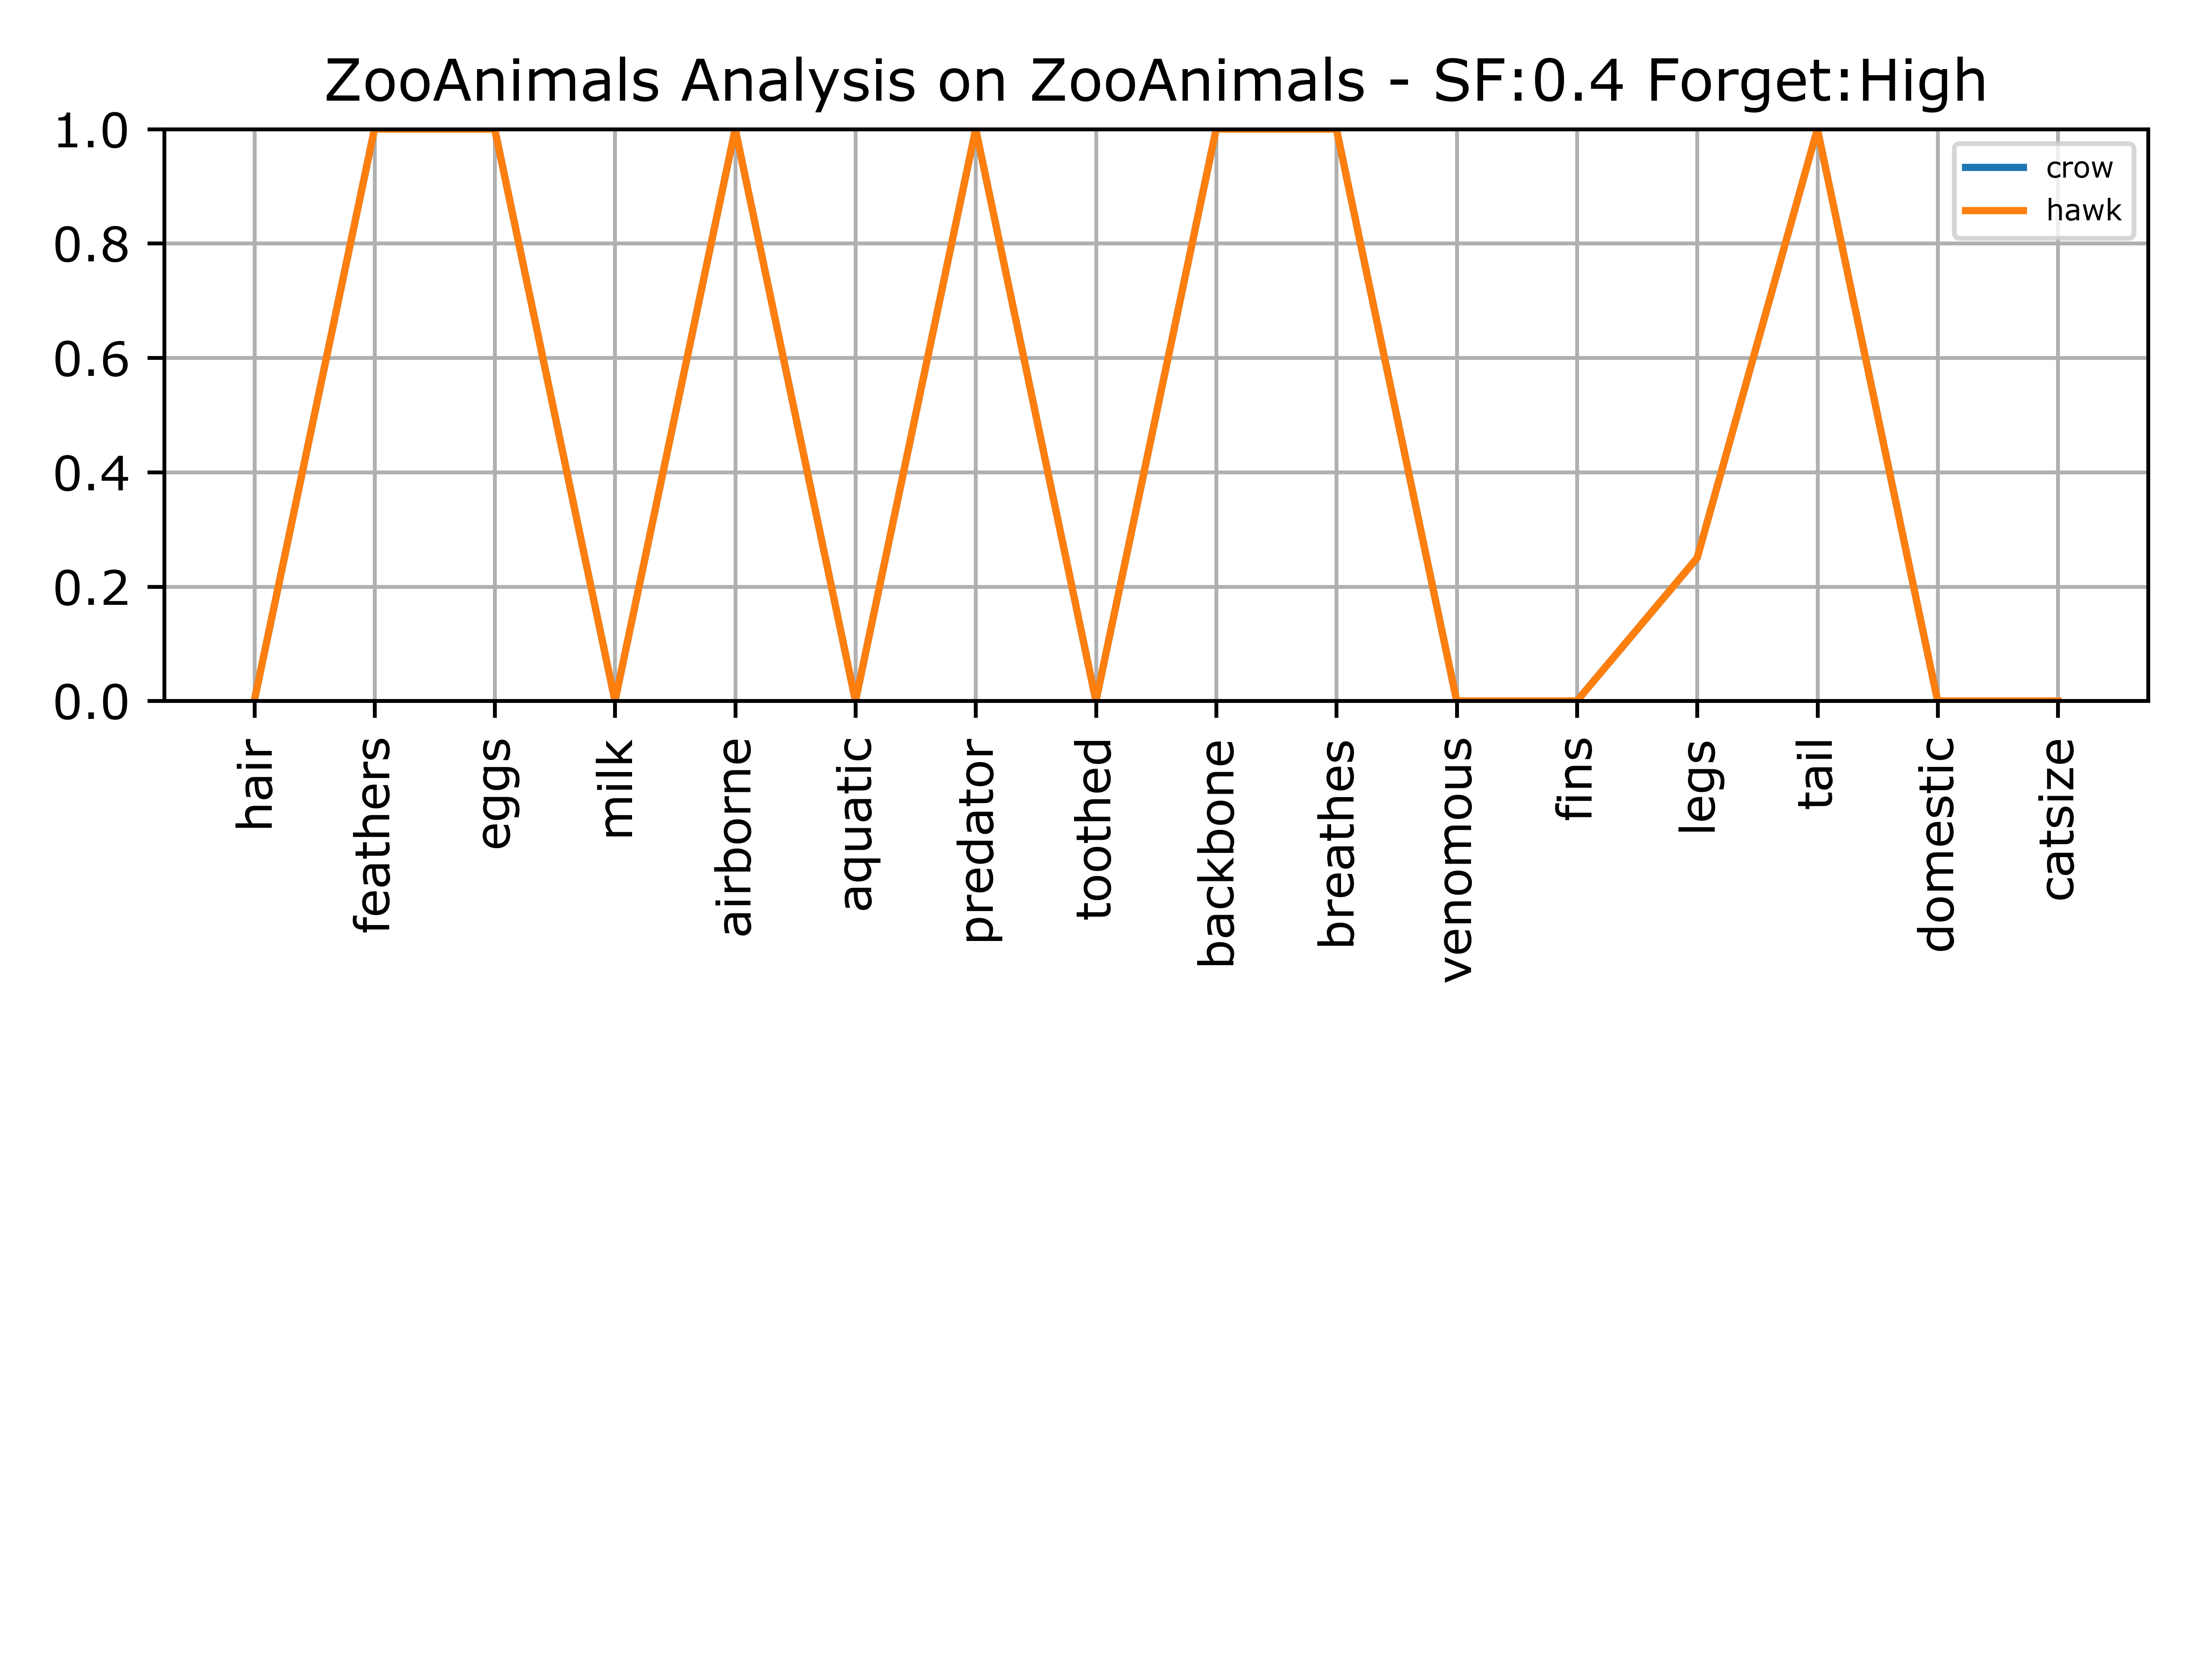 ZooAnimals Analysis on ZooAnimals - SF:0.4 Forget:High
1.0
0.8
0.6
0.4
0.2
0.0
crow
hawk
hair
feathers
eggs
milk
airborne
aquatic
predator
toothed
backbone
breathes
venomous
fins
legs
tail
domestic
catsize